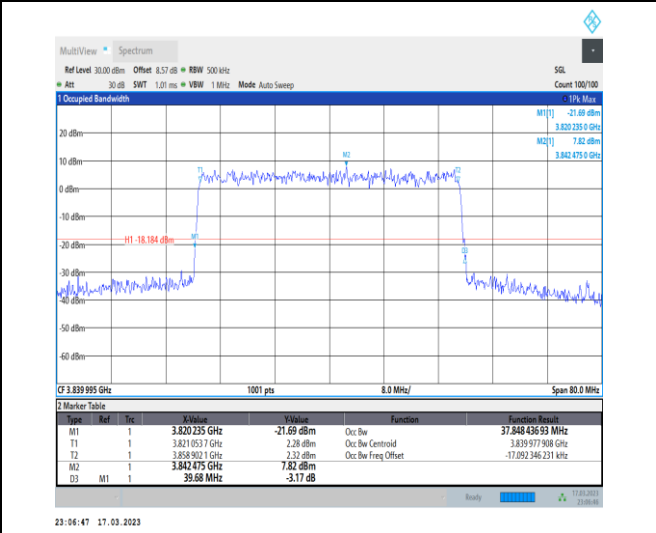 MultiView Spectrum
Ref Level 30.00 dBm Offset 8.57 dB RBW 500 kHz SGL
Att 30 dB SWT 1.01 ms VBW 1 MHz Mode Auto Sweep Count 100/100
1 Occupied Bandwidth 1Pk Max
M1[1] -21.69 dBm
3.820 235 0 GHz
M2[1] 7.82 dBm
3.842 475 0 GHz
20 dBm
M2
10 dBm
T1 T2
0 dBm
-10 dBm
H1 -18.184 dBm M1
-20 dBm
D3
-30 dBm
-40 dBm
-50 dBm
-60 dBm
CF 3.839 995 GHz 1001 pts 8.0 MHz/ Span 80.0 MHz
2 Marker Table
Type Ref Trc X-Value Y-Value Function Function Result
M1 1 3.820 235 GHz -21.69 dBm Occ Bw 37.848 436 93 MHz
T1 1 3.821 053 7 GHz 2.28 dBm Occ Bw Centroid 3.839 977 908 GHz
T2 1 3.858 902 1 GHz 2.32 dBm Occ Bw Freq Offset -17.092 346 231 kHz
M2 1 3.842 475 GHz 7.82 dBm
D3 M1 1 39.68 MHz -3.17 dB
Ready 17.03.2023
23:06:46
23:06:47 17.03.2023